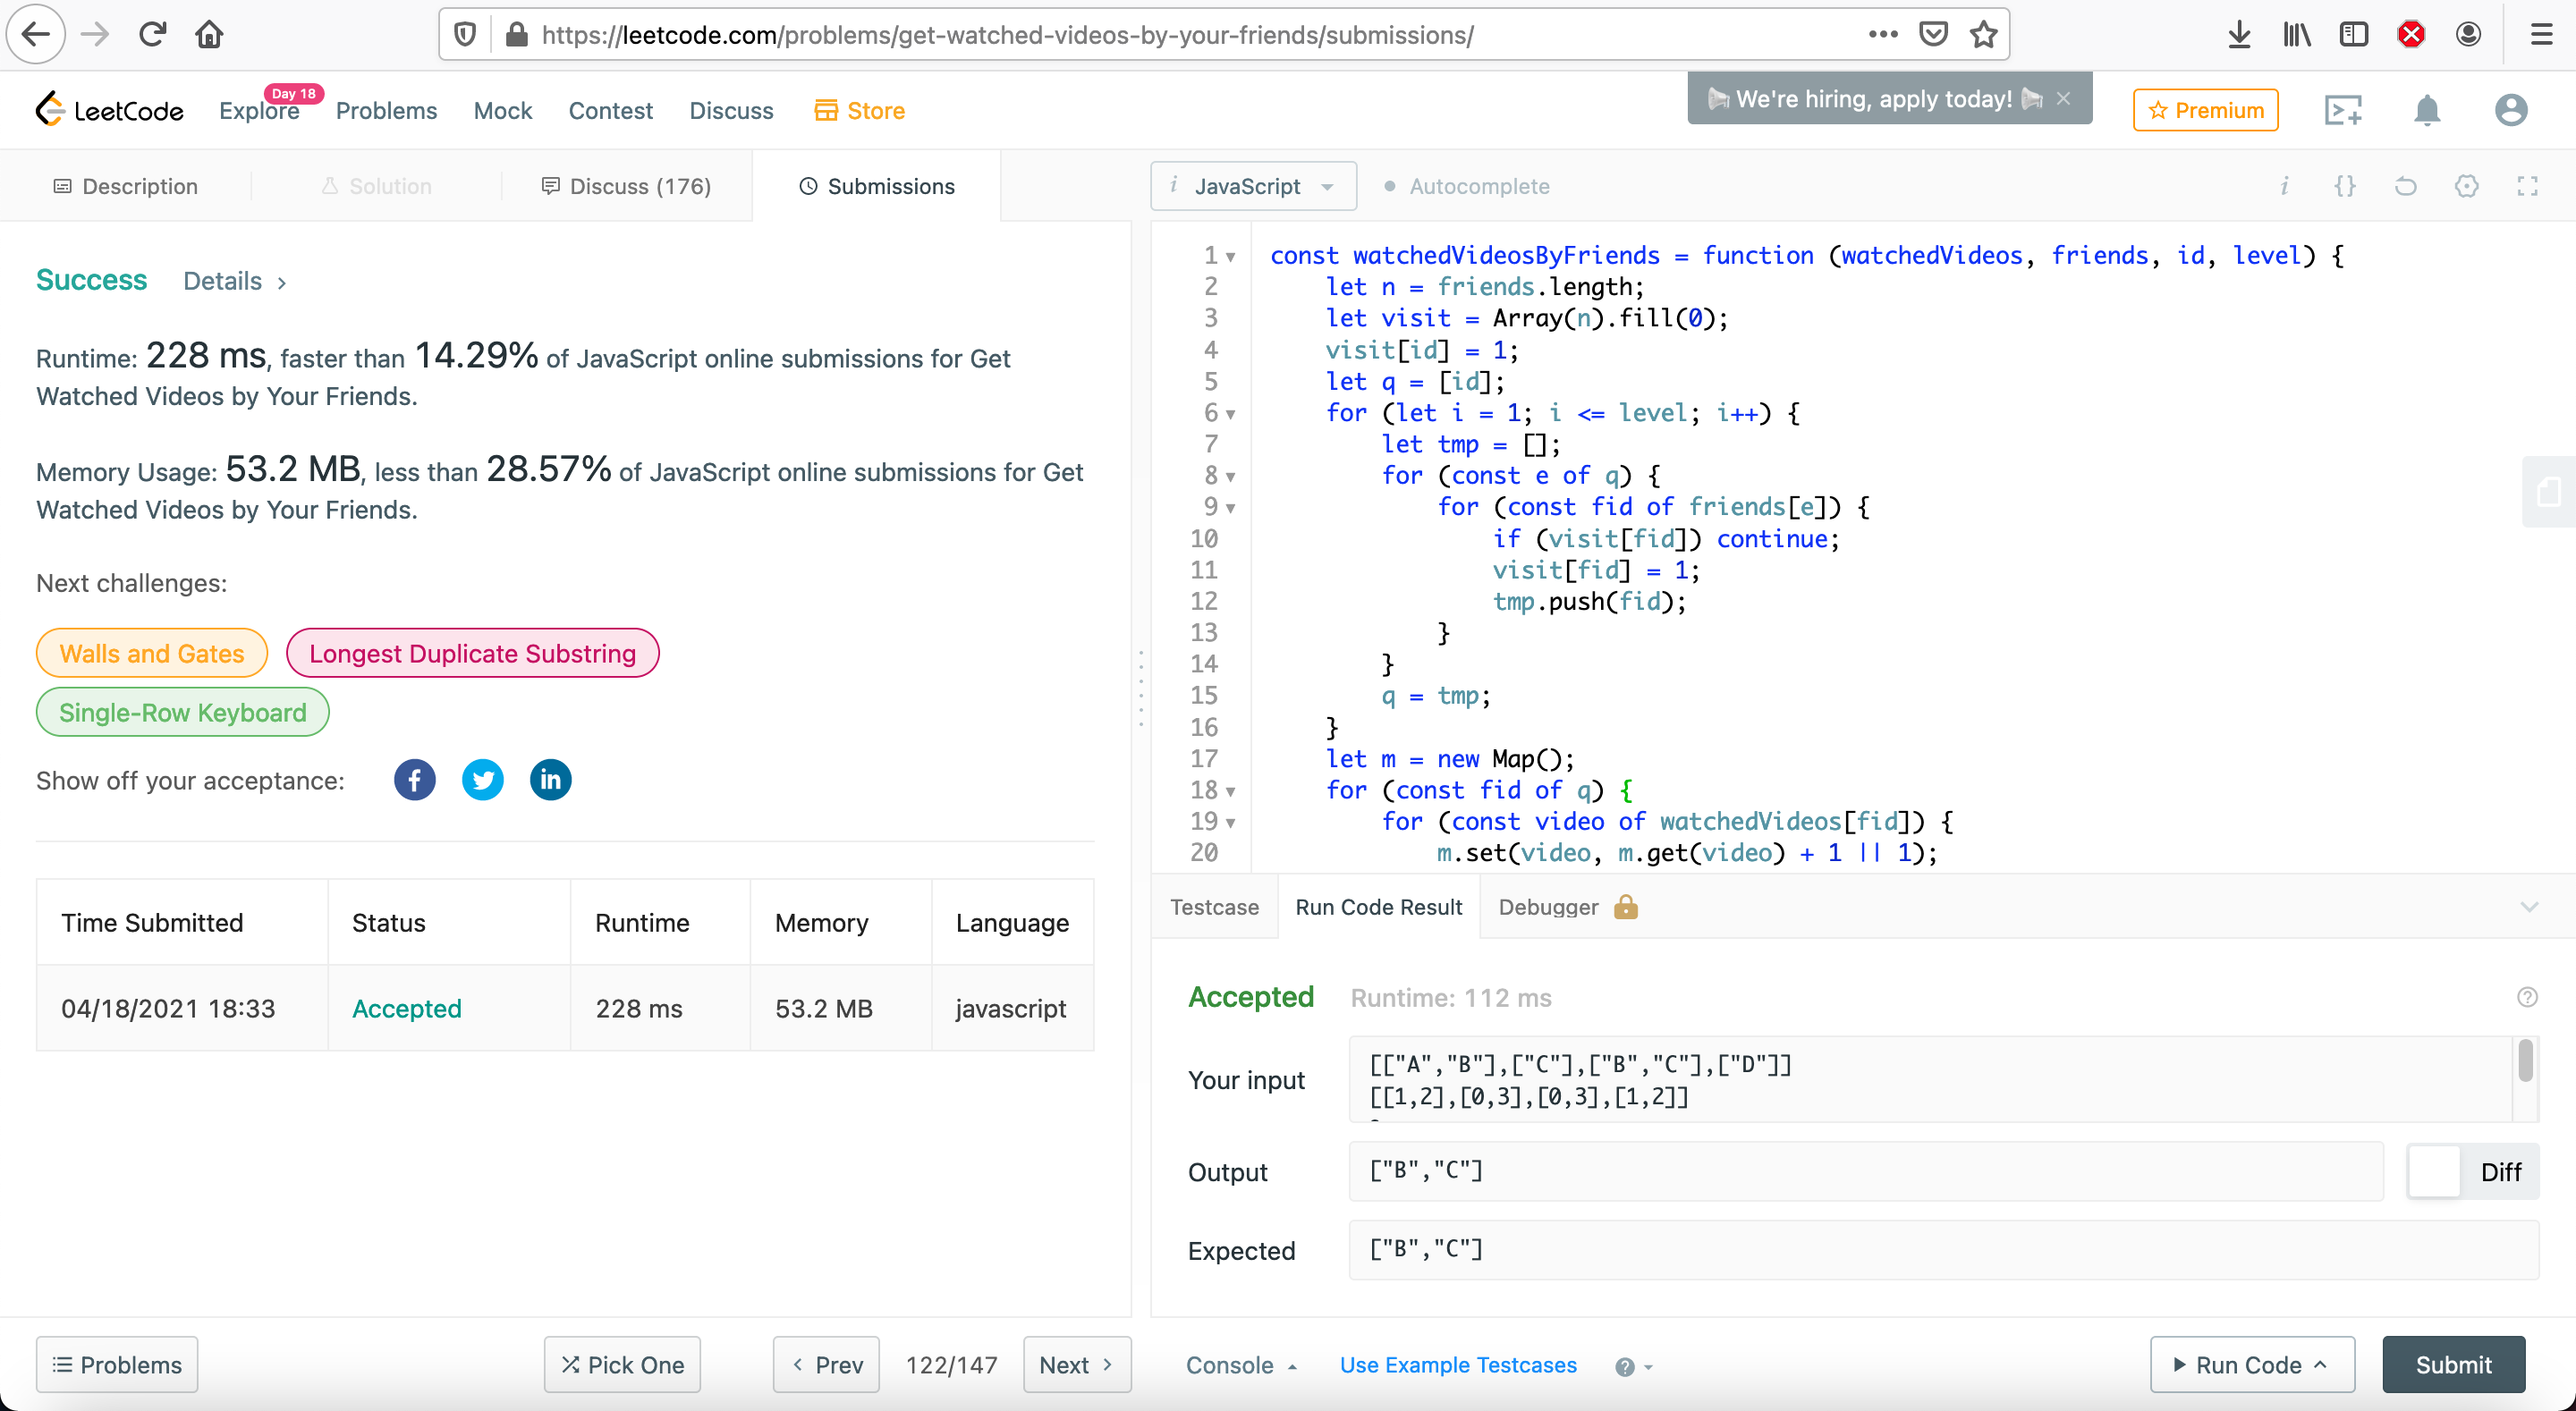 https://leetcode.com/problems/get-watched-videos-by-your-friends/submissions/
LeetCode
Explore
Day 18
Problems
Mock
Contest
Discuss
Store
We're hiring, apply today!
Premium
Description
Solution
Discuss (176)
Submissions
Success
Details
Runtime: 228 ms, faster than 14.29% of JavaScript online submissions for Get
Watched Videos by Your Friends.
Memory Usage: 53.2 MB, less than 28.57% of JavaScript online submissions for Get
Watched Videos by Your Friends.
Next challenges:
Walls and Gates
Longest Duplicate Substring
Single-Row Keyboard
Show off your acceptance:
Time Submitted Status Runtime Memory Language
04/18/2021 18:33 Accepted 228 ms 53.2 MB javascript
Problems
Pick One
Prev
122/147
Next
i JavaScript
Autocomplete
1 const watchedVideosByFriends = function (watchedVideos, friends, id, level) {
2 let n = friends.length;
3 let visit = Array(n).fill(0);
4 visit[id] = 1;
5 let q = [id];
6 for (let i = 1; i <= level; i++) {
7 let tmp = [];
8 for (const e of q) {
9 for (const fid of friends[e]) {
10 if (visit[fid]) continue;
11 visit[fid] = 1;
12 tmp.push(fid);
13 }
14 }
15 q = tmp;
16 }
17 let m = new Map();
18 for (const fid of q) {
19 for (const video of watchedVideos[fid]) {
20 m.set(video, m.get(video) + 1 || 1);
Testcase
Run Code Result
Debugger
Accepted Runtime: 112 ms
Your input
[["A","B"],["C"],["B","C"],["D"]]
[[1,2],[0,3],[0,3],[1,2]]
Output
["B","C"]
Diff
Expected
["B","C"]
Console
Use Example Testcases
Run Code
Submit